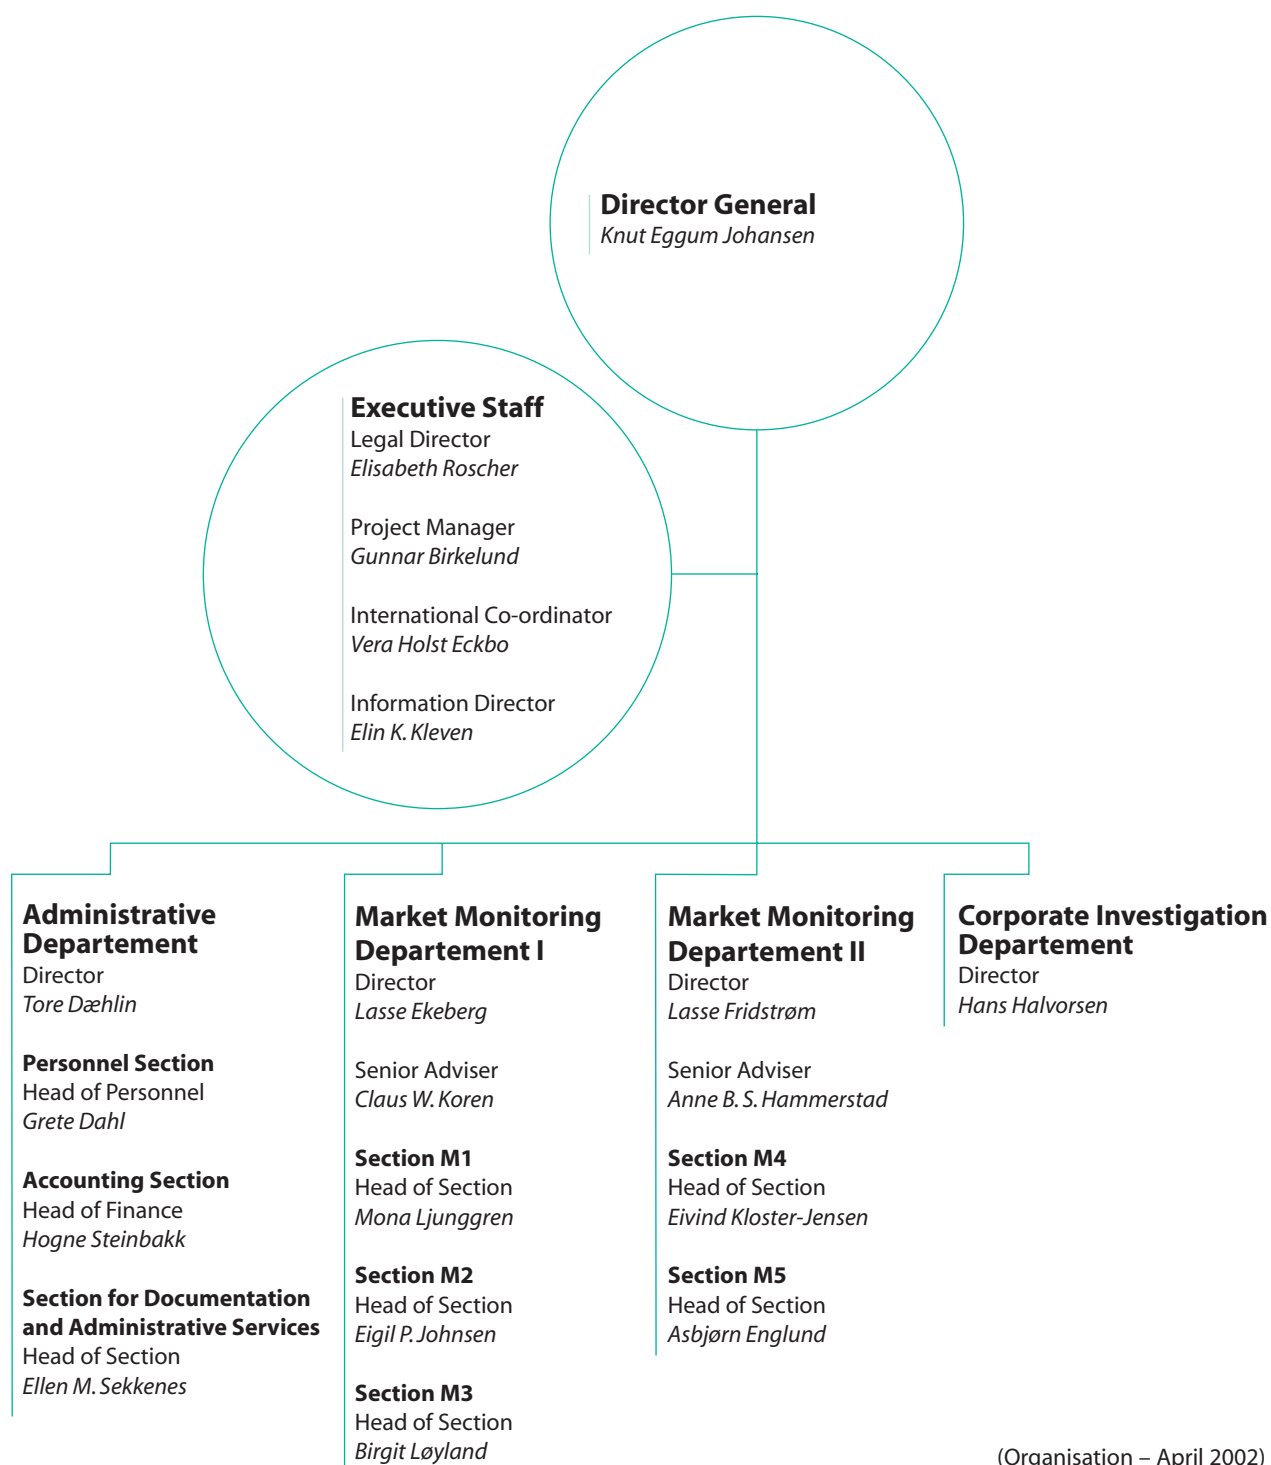 Director General
Knut Eggum Johansen
Executive Staff
Legal Director
Elisabeth Roscher
Project Manager
Gunnar Birkelund
International Co-ordinator
Vera Holst Eckbo
Information Director
Elin K. Kleven
Administrative
Departement
Director
Tore Dæhlin
Personnel Section
Head of Personnel
Grete Dahl
Accounting Section
Head of Finance
Hogne Steinbakk
Section for Documentation
and Administrative Services
Head of Section
Ellen M. Sekkenes
Market Monitoring
Departement I
Director
Lasse Ekeberg
Senior Adviser
Claus W. Koren
Section M1
Head of Section
Mona Ljunggren
Section M2
Head of Section
Eigil P. Johnsen
Section M3
Head of Section
Birgit Løyland
Market Monitoring
Departement II
Director
Lasse Fridstrøm
Senior Adviser
Anne B. S. Hammerstad
Section M4
Head of Section
Eivind Kloster-Jensen
Section M5
Head of Section
Asbjørn Englund
Corporate Investigation
Departement
Director
Hans Halvorsen
(Organisation – April 2002)